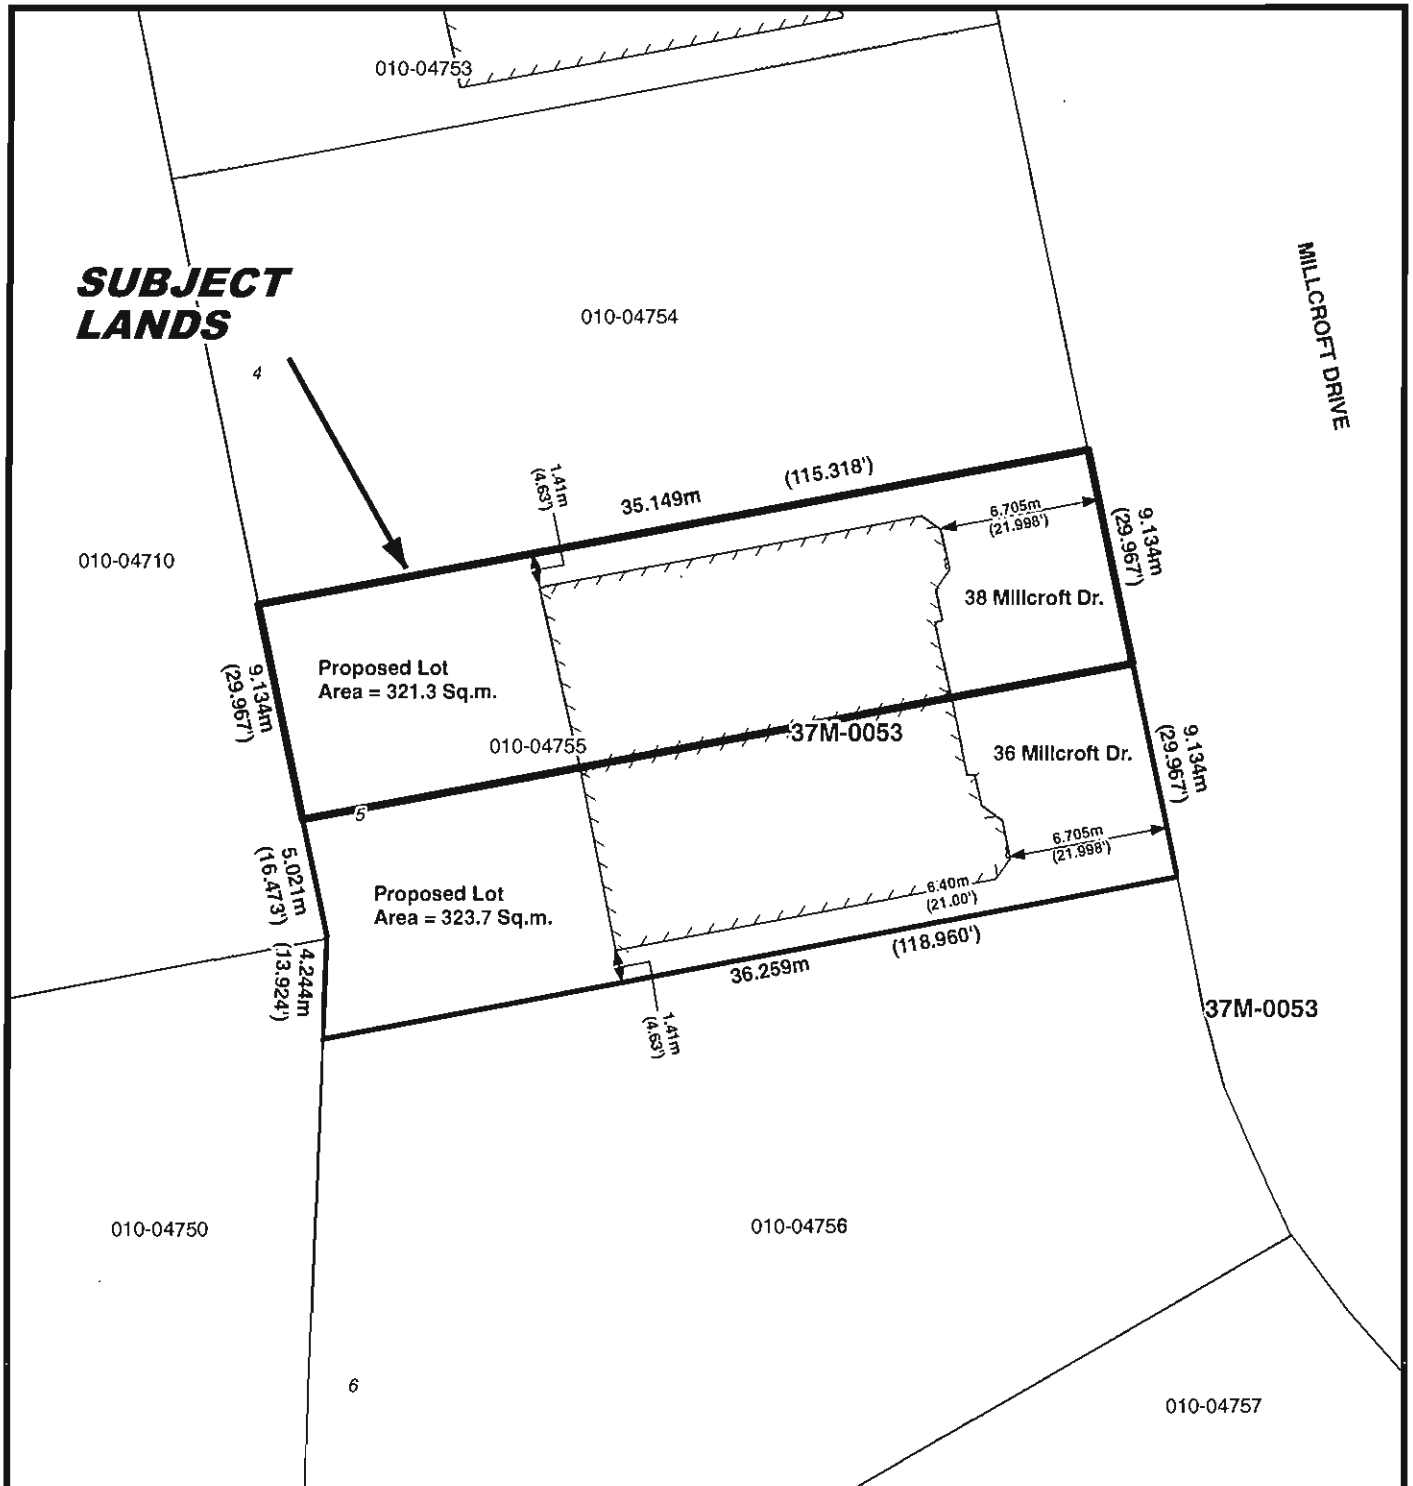 010-04753
SUBJECT
LANDS
MILLCROFT DRIVE
010-04754
4
1.41m
(4.63')
35.149m
(115.318')
6.705m
(21.998')
9.134m
(29.967')
010-04710
38 Millcroft Dr.
Proposed Lot
Area = 321.3 Sq.m.
9.134m
(29.967')
010-04755
37M-0053
36 Millcroft Dr.
9.134m
(29.967')
5
6.705m
(21.998')
5.021m
(16.473')
Proposed Lot
Area = 323.7 Sq.m.
6.40m
(21.00')
4.244m
(13.924')
36.259m
(118.960')
1.41m
(4.63')
37M-0053
010-04750
010-04756
6
010-04757